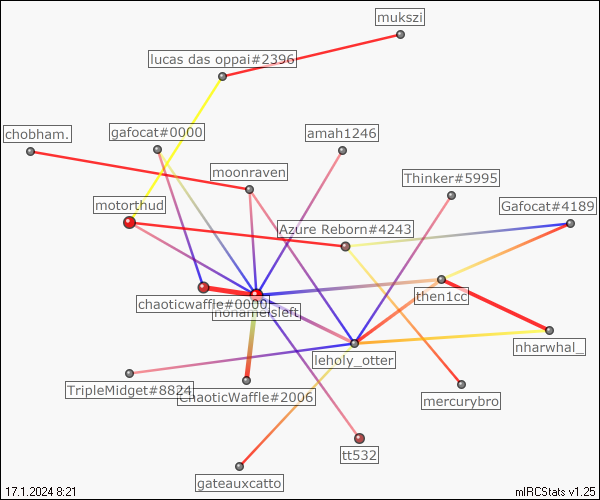 mukszi
lucas das oppai#2396
chobham.
gafocat#0000
amah1246
moonraven
Thinker#5995
motorthud
Gafocat#4189
Azure Reborn#4243
chaoticwaffle#0000
nonameisleft
then1cc
leholy_otter
nharwhal_
TripleMidget#8824
ChaoticWaffle#2006
mercurybro
tt532
gateauxcatto
17.1.2024 8:21
mIRCStats v1.25